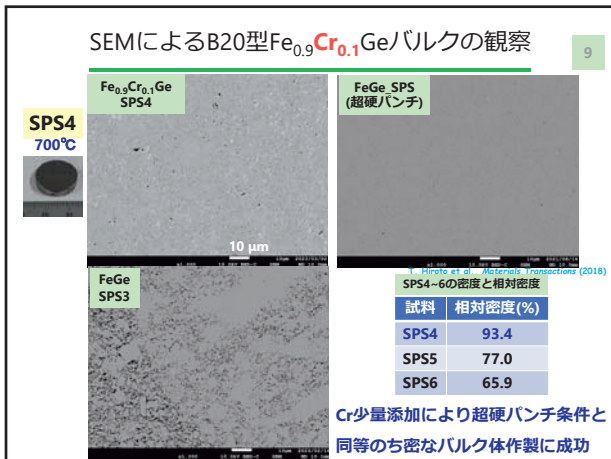 SEMによるB20型Fe0.9Cr0.1Geバルクの観察
9
Fe0.9Cr0.1Ge
SPS4
FeGe_SPS
(超硬パンチ)
SPS4
700℃
10 μm
FeGe
SPS3
T. Hiroto et al., Materials Transactions (2018)
SPS4~6の密度と相対密度
試料 相対密度(%)
SPS4 93.4
SPS5 77.0
SPS6 65.9
Cr少量添加により超硬パンチ条件と
同等のち密なバルク体作製に成功